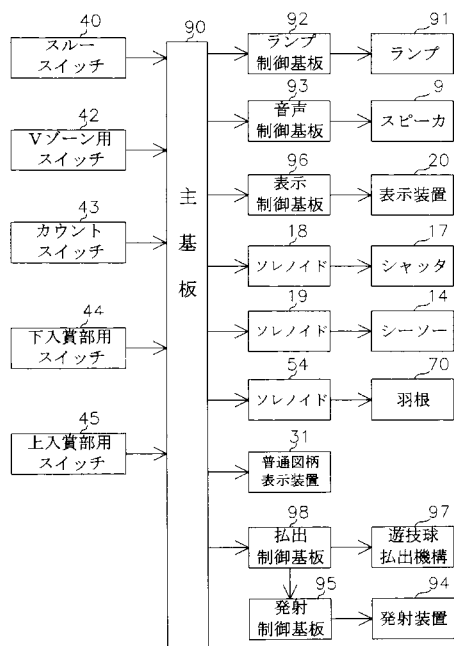 40
スルー
スイッチ
42
Vゾーン用
スイッチ
43
カウント
スイッチ
44
下入賞部用
スイッチ
45
上入賞部用
スイッチ
90
主
基
板
92
ランプ
制御基板
91
ランプ
93
音声
制御基板
9
スピーカ
96
表示
制御基板
20
表示装置
18
ソレノイド
17
シャッタ
19
ソレノイド
14
シーソー
54
ソレノイド
70
羽根
31
普通図柄
表示装置
98
払出
制御基板
97
遊技球
払出機構
95
発射
制御基板
94
発射装置